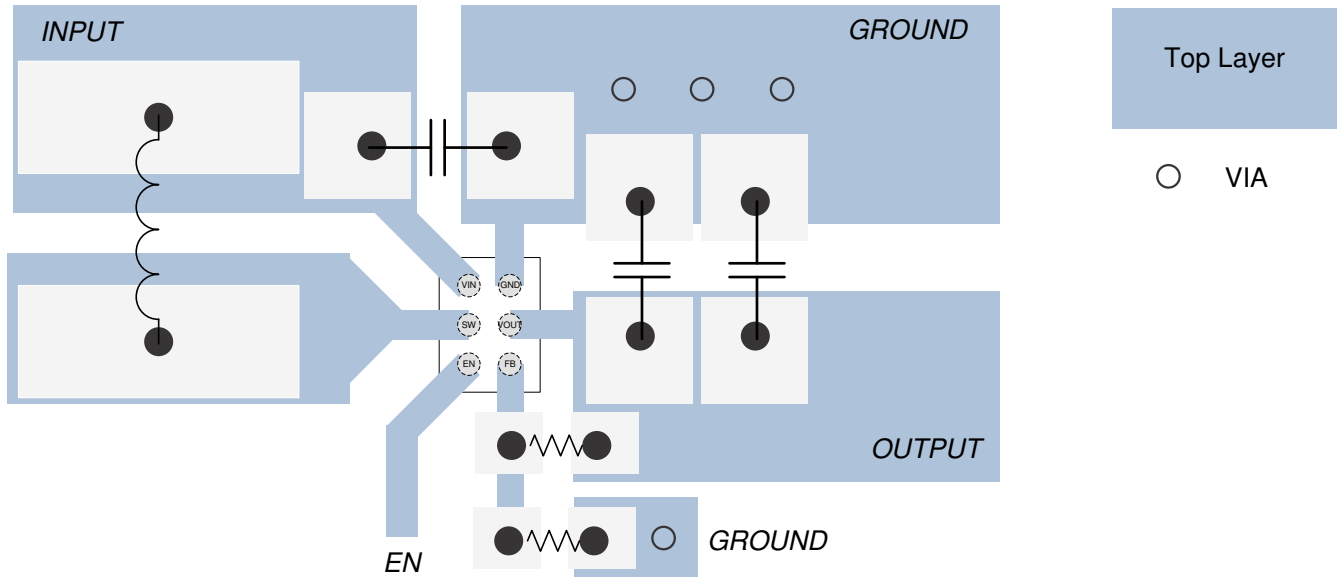 INPUT
GROUND
Top Layer
VIA
VIN
GND
SW
VOUT
EN
FB
OUTPUT
GROUND
EN